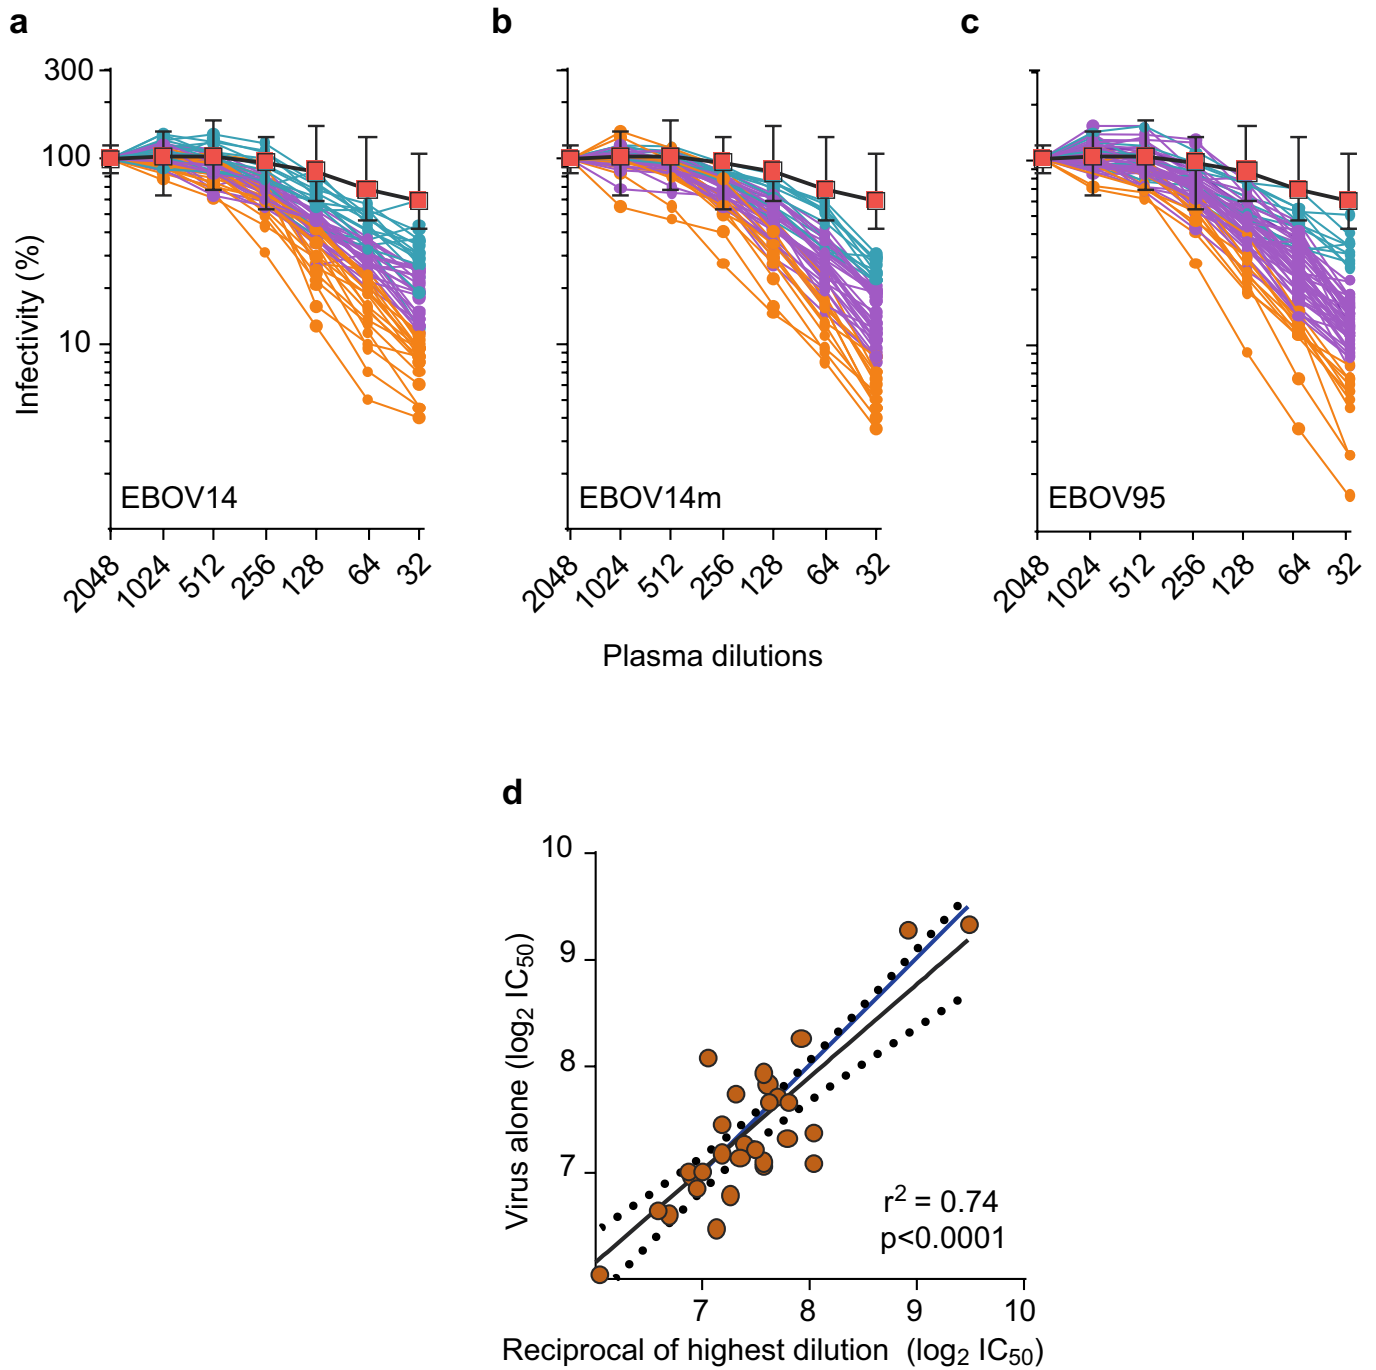 a
b
c
300
100
10
Infectivity (%)
EBOV14
EBOV14m
EBOV95
2048 1024 512 256 128 64 32
2048 1024 512 256 128 64 32
2048 1024 512 256 128 64 32
Plasma dilutions
d
10
9
8
7
Virus alone (log₂ IC₅₀)
r² = 0.74
p<0.0001
7 8 9 10
Reciprocal of highest dilution (log₂ IC₅₀)